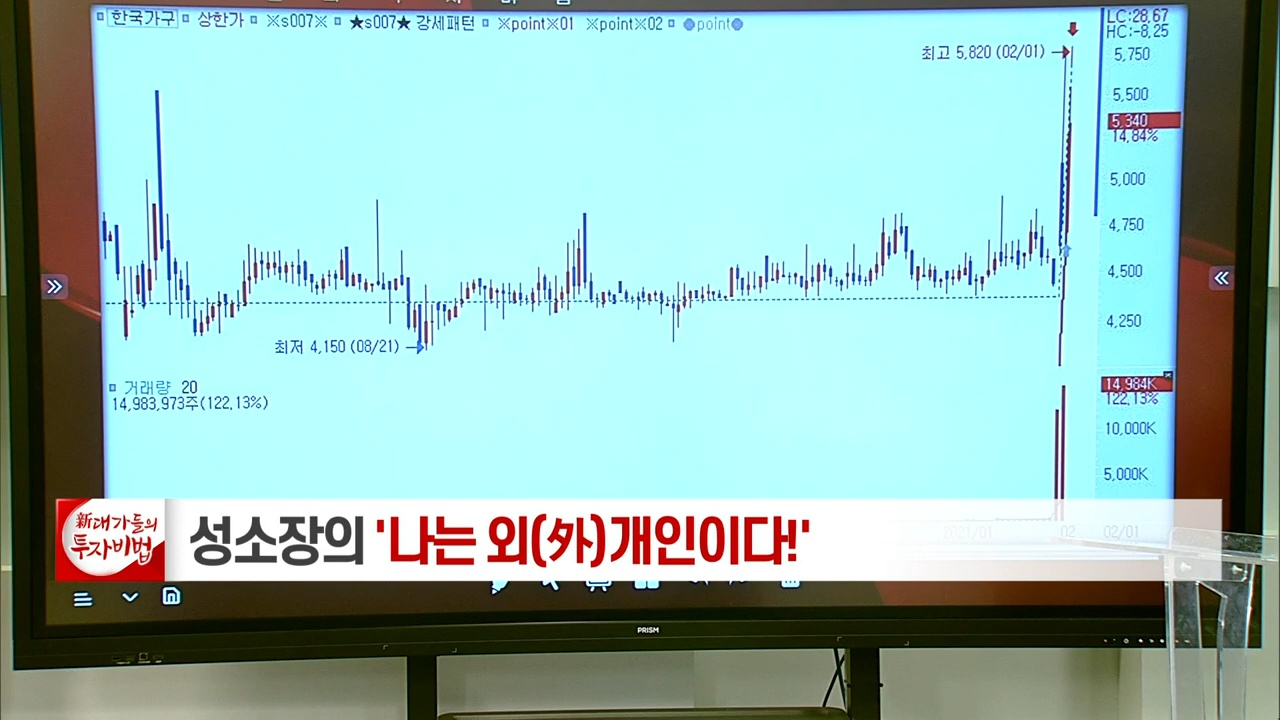 한국가구 상한가 ※s007※ ★s007★ 강세패턴 ※point※01 ※point※02 ●point●
LC:28,67
HC:-8,25
최고 5,820 (02/01)
5,750
5,500
5,340
14,84%
5,000
4,750
4,500
4,250
최저 4,150 (08/21)
거래량 20
14,983,973주(122,13%)
14,984K
122,13%
10,000K
5,000K
2021/01 02 02/01
新대가들의
투자비법
성소장의 '나는 외(外)개인이다!'
PRISM